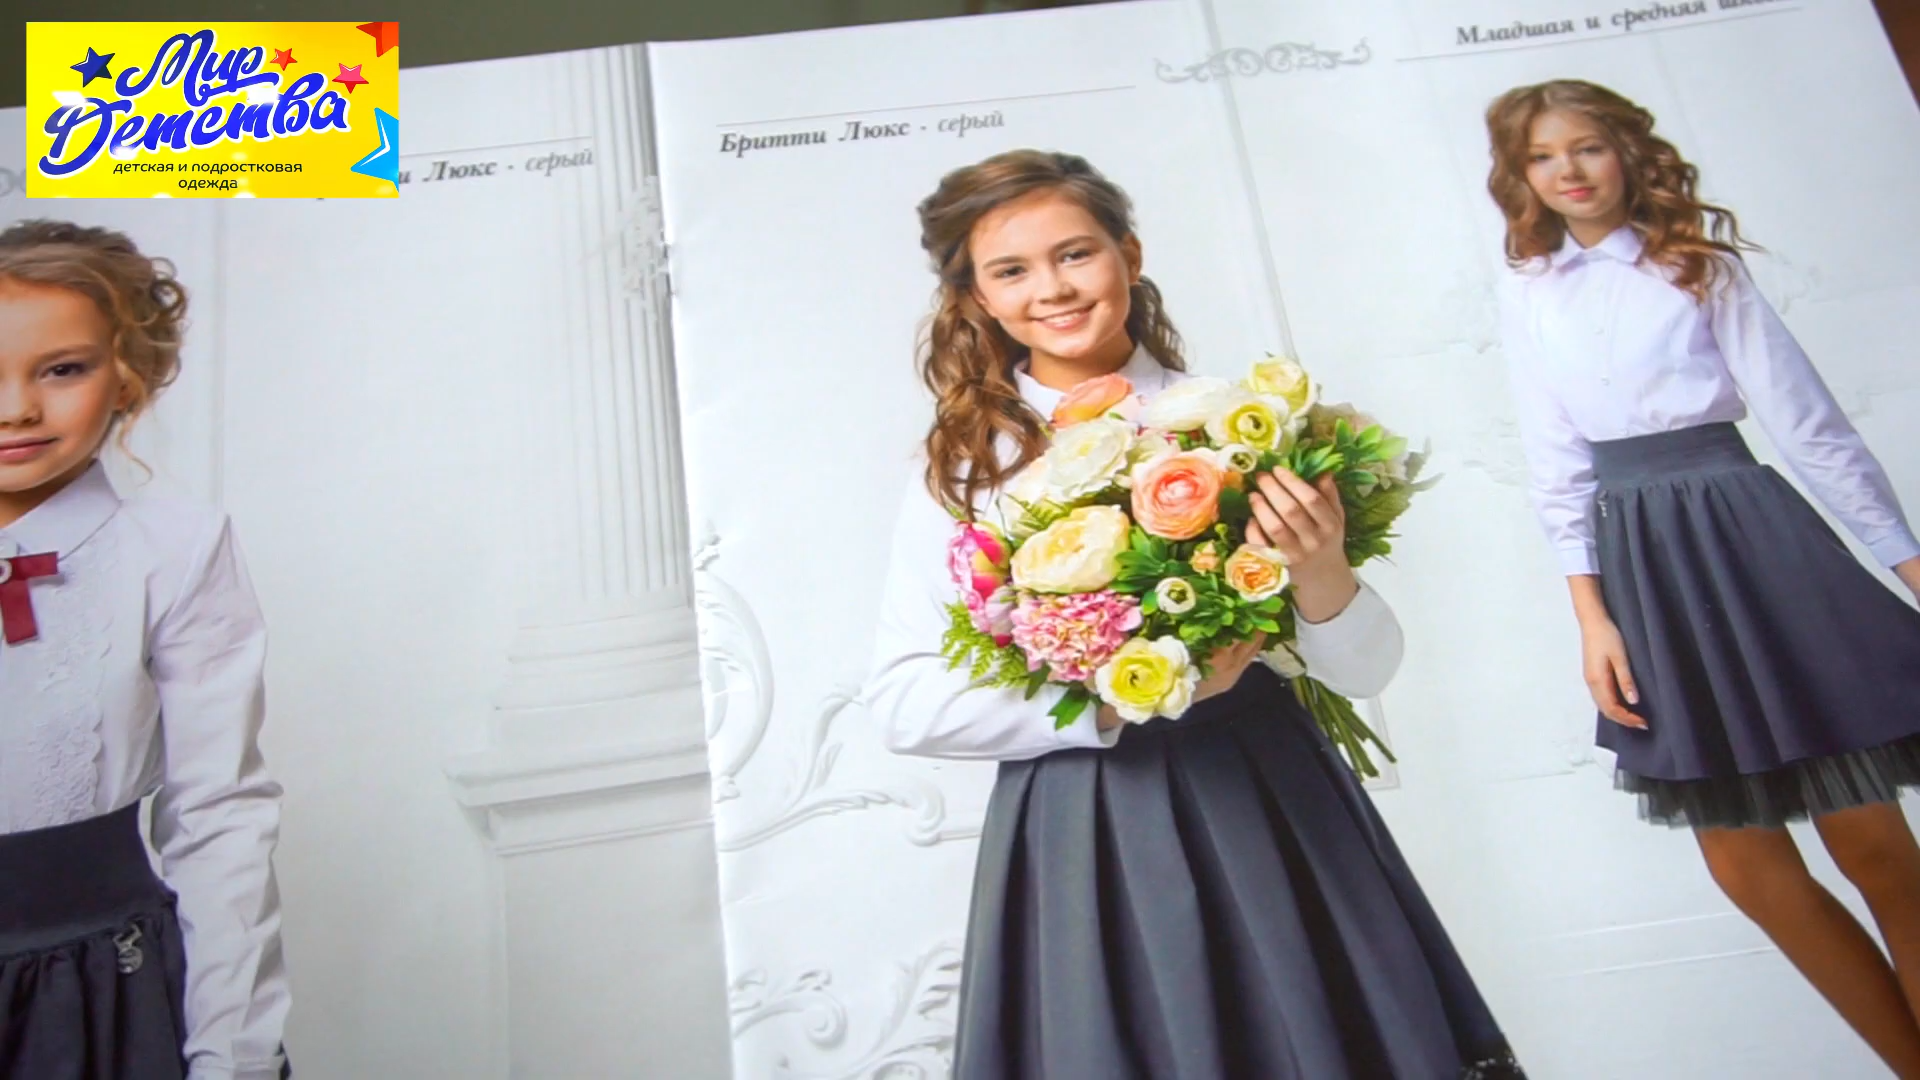 Мир
Детства
детская и подростковая
одежда
Люкс - серый
Бритти Люкс - серый
Младшая и средняя